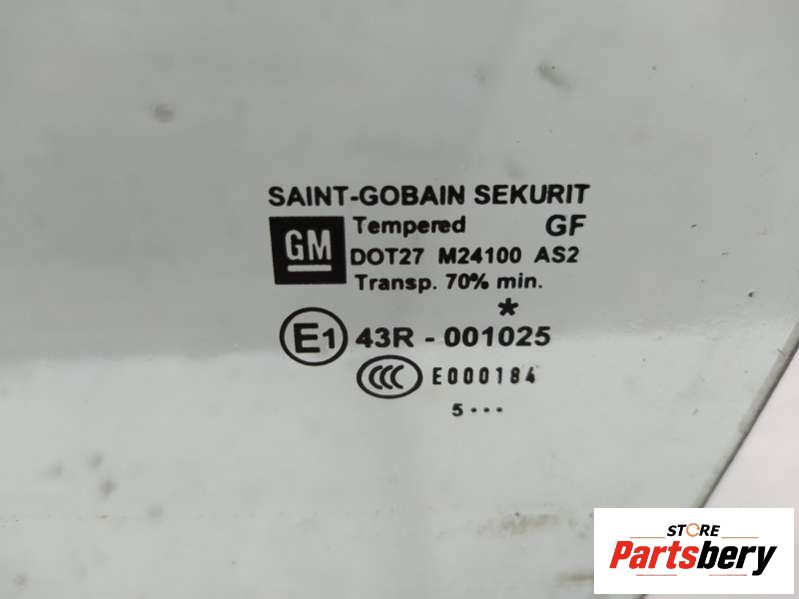 SAINT-GOBAIN SEKURIT
GM Tempered GF
DOT27 M24100 AS2
Transp. 70% min.
*
E1 43R - 001025
CCC E000184
5 ...
STORE
Partsbery